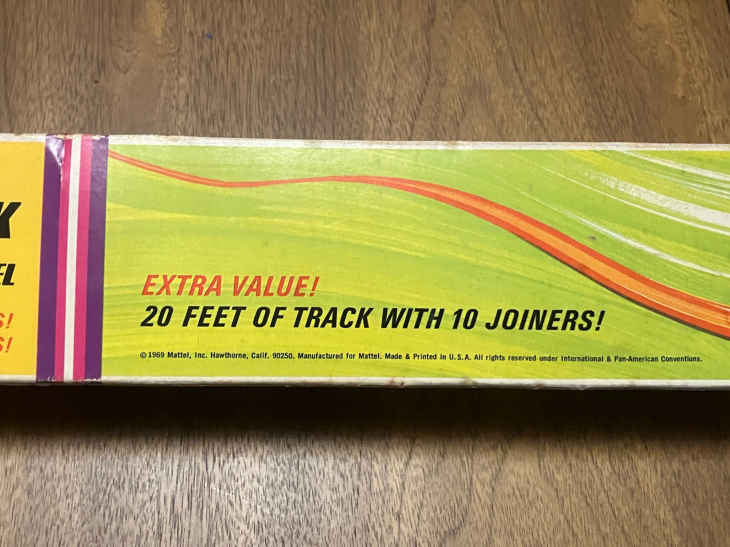 K
EL
S!
S!
EXTRA VALUE!
20 FEET OF TRACK WITH 10 JOINERS!
©1969 Mattel, Inc. Hawthorne, Calif. 90250. Manufactured for Mattel. Made & Printed in U.S.A. All rights reserved under International & Pan-American Conventions.